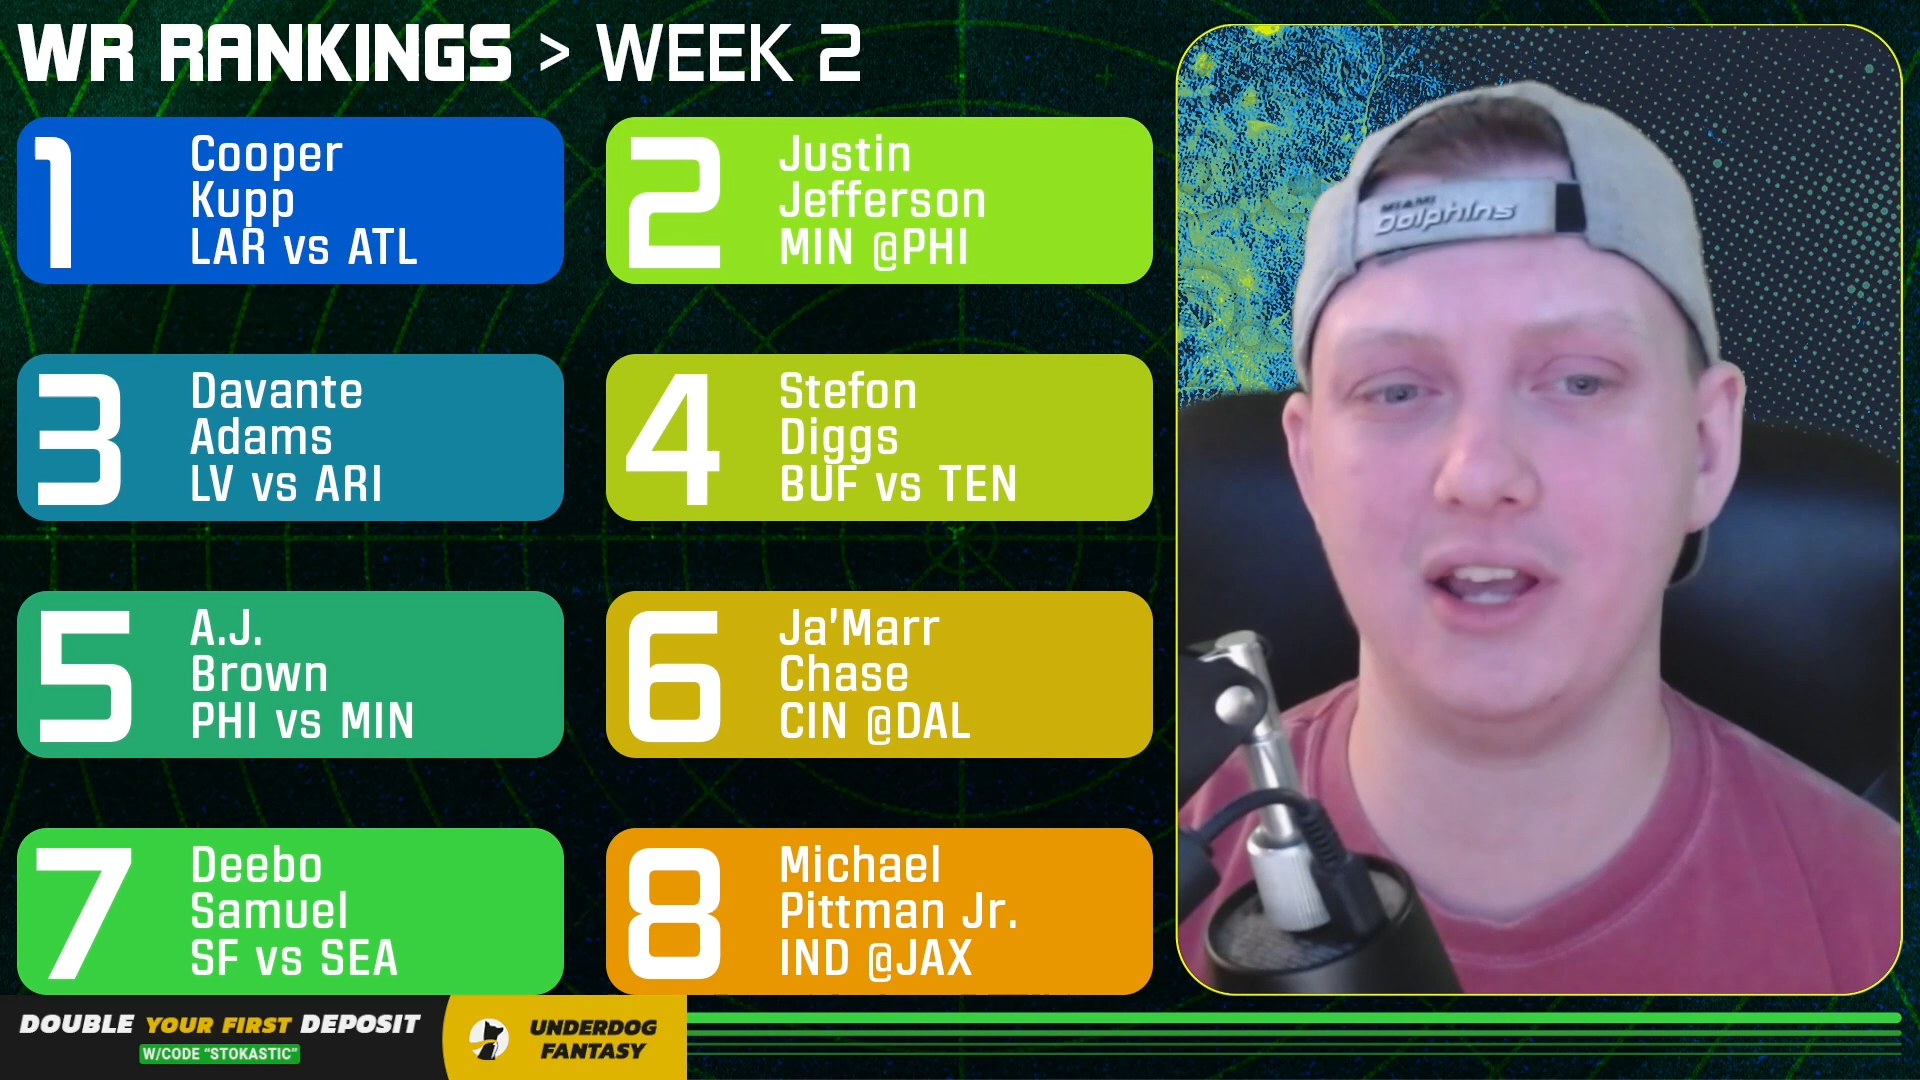 WR RANKINGS > WEEK 2
1
Cooper
Kupp
LAR vs ATL
2
Justin
Jefferson
MIN @PHI
3
Davante
Adams
LV vs ARI
4
Stefon
Diggs
BUF vs TEN
5
A.J.
Brown
PHI vs MIN
6
Ja'Marr
Chase
CIN @DAL
7
Deebo
Samuel
SF vs SEA
8
Michael
Pittman Jr.
IND @JAX
MIAMI
Dolphins
DOUBLE YOUR FIRST DEPOSIT
W/CODE "STOKASTIC"
UNDERDOG
FANTASY